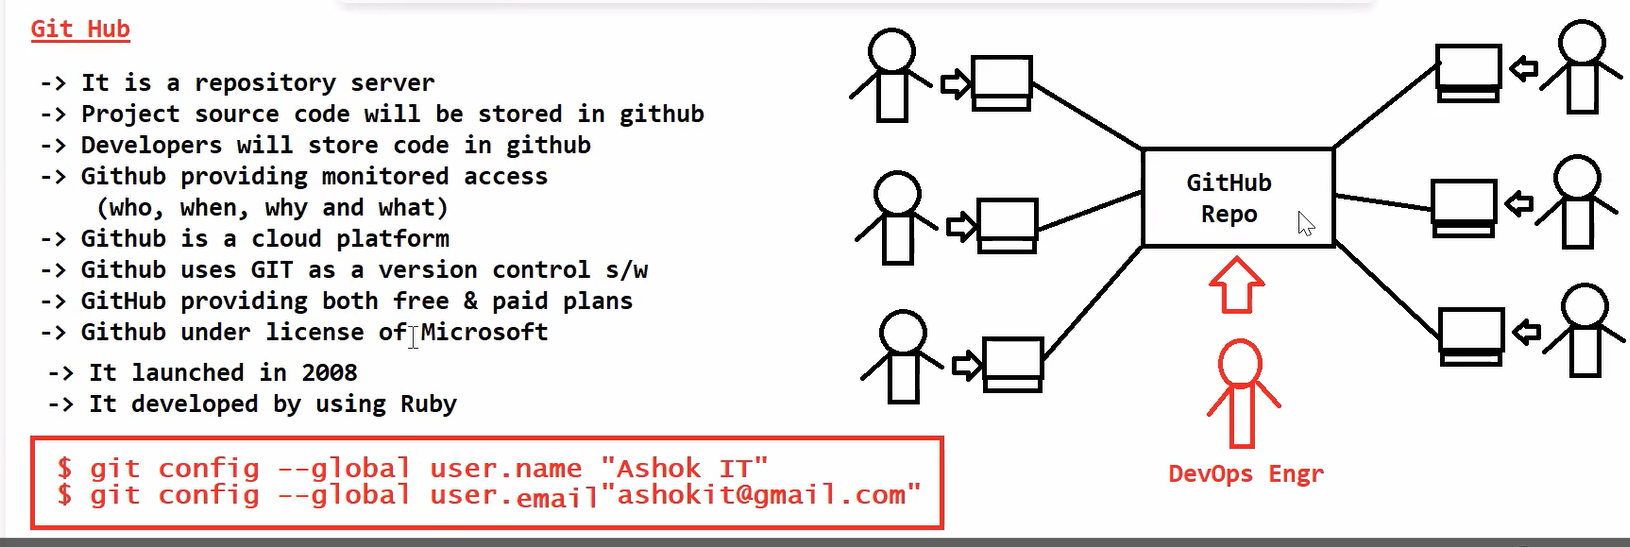 Git Hub
-> It is a repository server
-> Project source code will be stored in github
-> Developers will store code in github
-> Github providing monitored access
(who, when, why and what)
-> Github is a cloud platform
-> Github uses GIT as a version control s/w
-> GitHub providing both free & paid plans
-> Github under license of Microsoft
-> It launched in 2008
-> It developed by using Ruby
$ git config --global user.name "Ashok IT"
$ git config --global user.email"ashokit@gmail.com"
GitHub
Repo
DevOps Engr